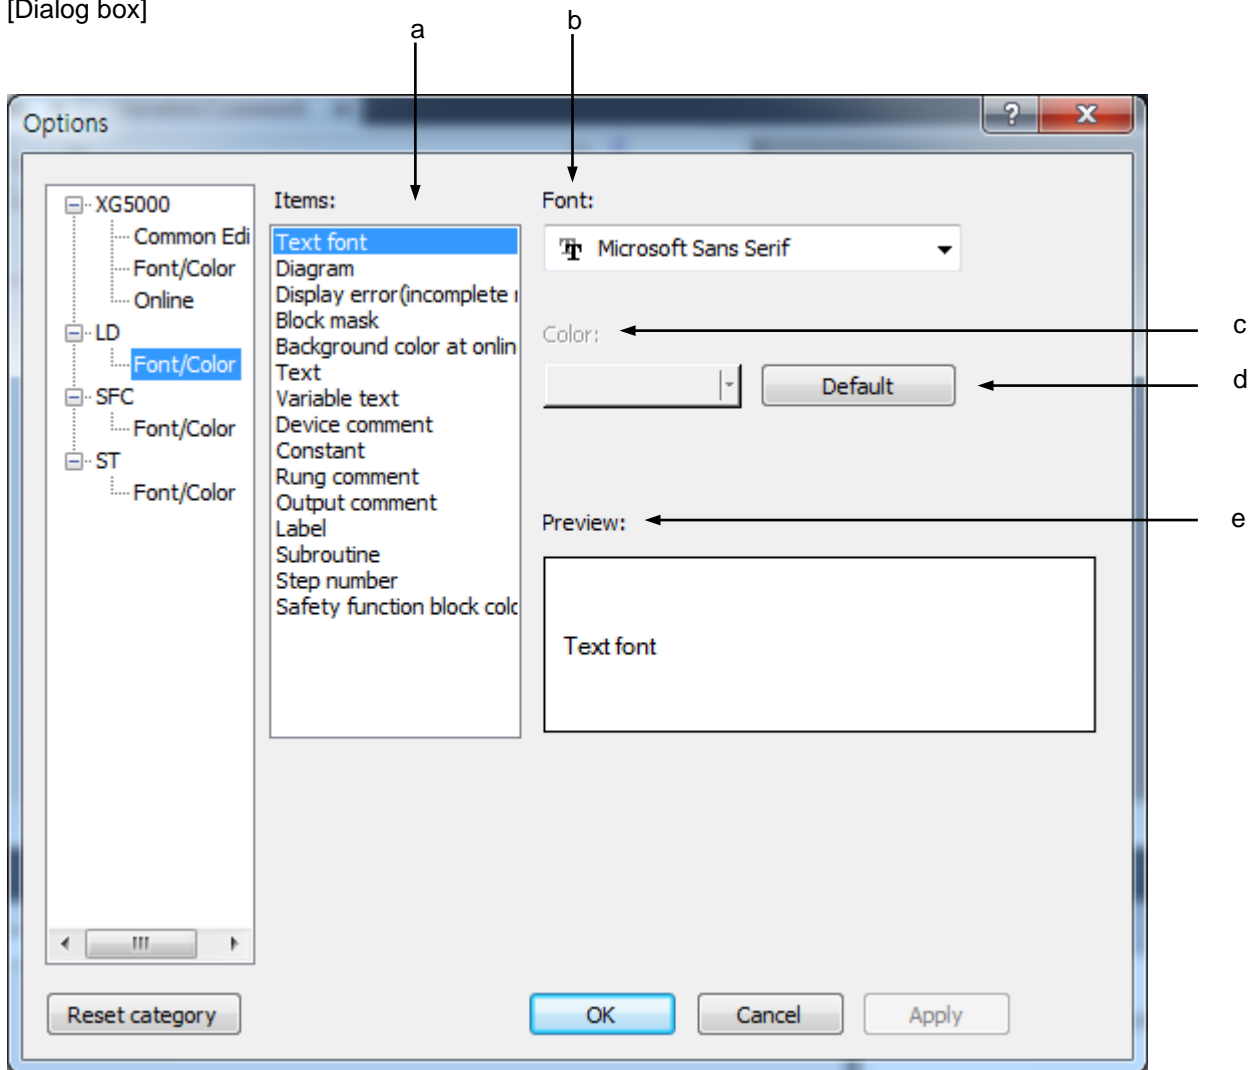 [Dialog box]
a
b
Options
?
XG5000
Common Edi
Font/Color
Online
LD
Font/Color
SFC
Font/Color
ST
Font/Color
Items:
Text font
Diagram
Display error(incomplete r
Block mask
Background color at onlin
Text
Variable text
Device comment
Constant
Rung comment
Output comment
Label
Subroutine
Step number
Safety function block colo
Font:
Microsoft Sans Serif
Color:
c
Default
d
Preview:
e
Text font
Reset category
OK
Cancel
Apply